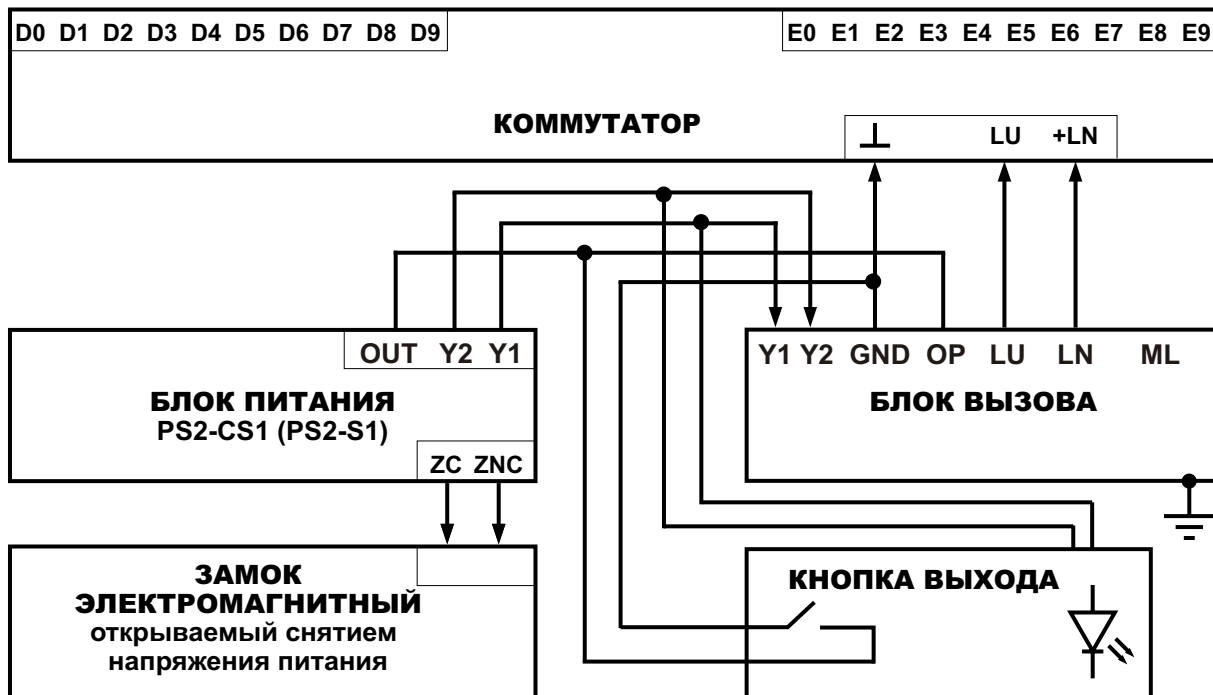 D0 D1 D2 D3 D4 D5 D6 D7 D8 D9
E0 E1 E2 E3 E4 E5 E6 E7 E8 E9
КОММУТАТОР
LU +LN
OUT Y2 Y1
БЛОК ПИТАНИЯ
PS2-CS1 (PS2-S1)
ZC ZNC
Y1 Y2 GND OP LU LN ML
БЛОК ВЫЗОВА
ЗАМОК
ЭЛЕКТРОМАГНИТНЫЙ
открываемый снятием
напряжения питания
КНОПКА ВЫХОДА